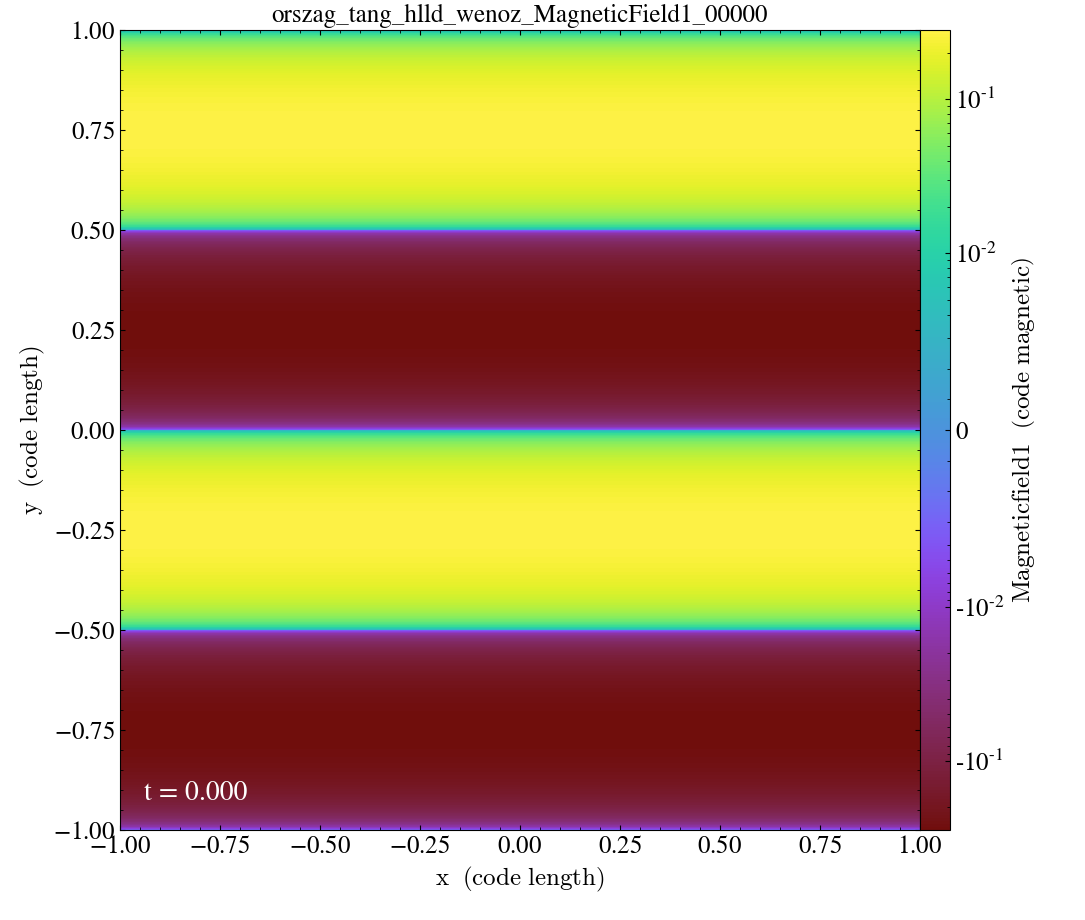 orszag_tang_hlld_wenoz_MagneticField1_00000
1.00
0.75
0.50
0.25
0.00
−0.25
−0.50
−0.75
−1.00
y (code length)
t = 0.000
−1.00 −0.75 −0.50 −0.25 0.00 0.25 0.50 0.75 1.00
x (code length)
10⁻¹
10⁻²
0
-10⁻²
-10⁻¹
Magneticfield1 (code magnetic)